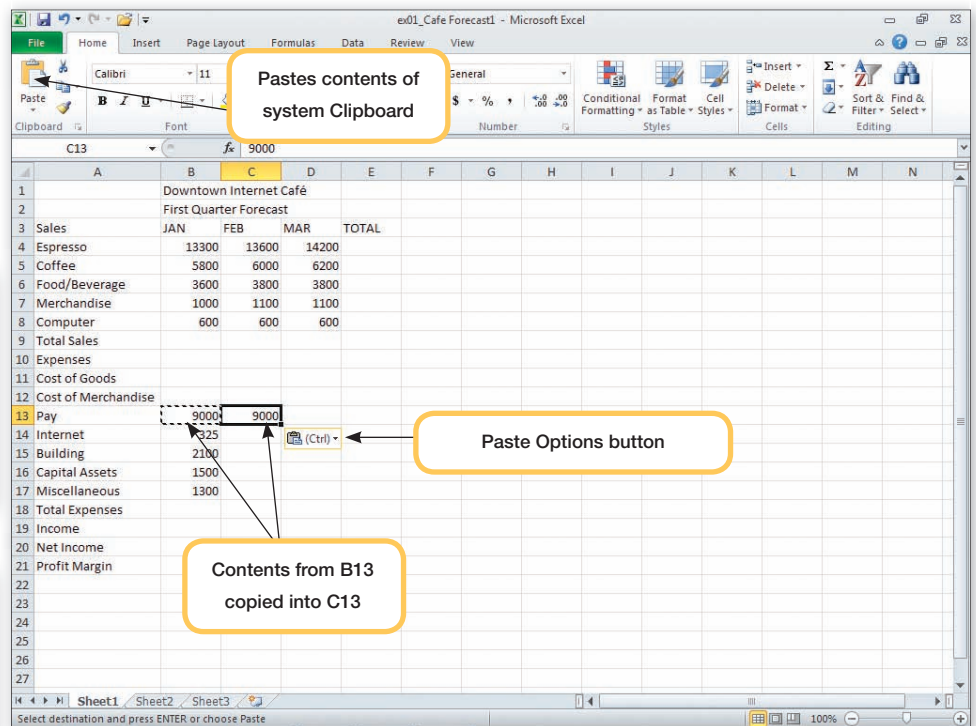 ex01_Cafe Forecast1 - Microsoft Excel
File Home Insert Page Layout Formulas Data Review View
Pastes contents of
system Clipboard
Paste
Calibri 11
B I U
General
$ % ,
Conditional Formatting
Format as Table
Cell Styles
Insert
Delete
Format
Σ
Sort & Filter
Find & Select
Clipboard Font Number Styles Cells Editing
C13 fx 9000
A B C D E F G H I J K L M N
1 Downtown Internet Café
2 First Quarter Forecast
3 Sales JAN FEB MAR TOTAL
4 Espresso 13300 13600 14200
5 Coffee 5800 6000 6200
6 Food/Beverage 3600 3800 3800
7 Merchandise 1000 1100 1100
8 Computer 600 600 600
9 Total Sales
10 Expenses
11 Cost of Goods
12 Cost of Merchandise
13 Pay 9000 9000
14 Internet 325 (Ctrl)
Paste Options button
15 Building 2100
16 Capital Assets 1500
17 Miscellaneous 1300
18 Total Expenses
19 Income
20 Net Income
21 Profit Margin
Contents from B13
copied into C13
22
23
24
25
26
27
Sheet1 Sheet2 Sheet3
Select destination and press ENTER or choose Paste 100%